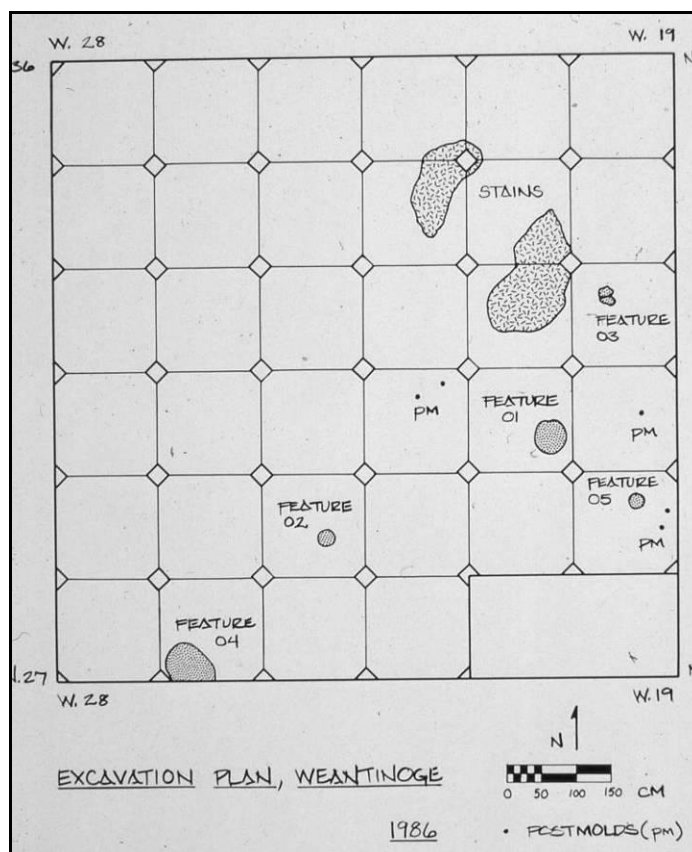 W. 28 W. 19
36 N
STAINS
FEATURE
03
FEATURE
01
PM
PM
FEATURE
05
FEATURE
02
PM
FEATURE
04
N.27 N
W. 28 W.19
N
EXCAVATION PLAN, WEANTINOGE
0 50 100 150 CM
1986
• POSTMOLDS (pm)